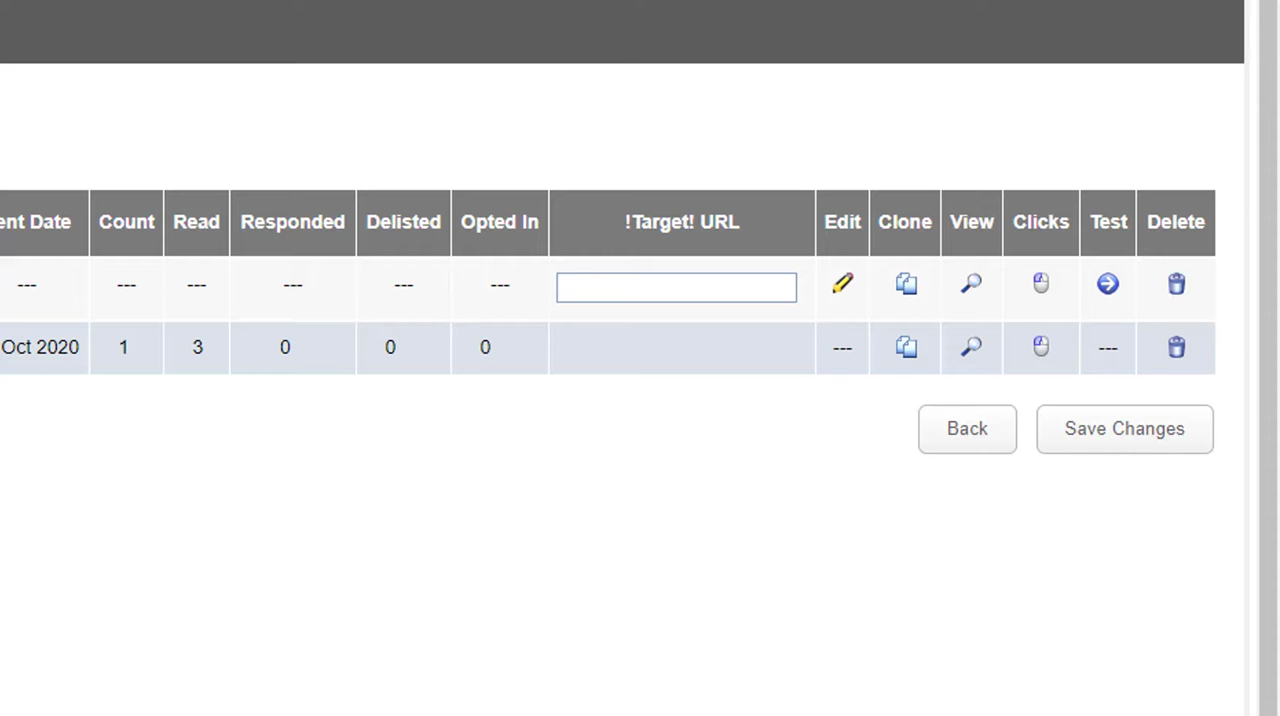 ent Date Count Read Responded Delisted Opted In !Target! URL Edit Clone View Clicks Test Delete
--- --- --- --- --- ---
Oct 2020 1 3 0 0 0 --- ---
Back Save Changes